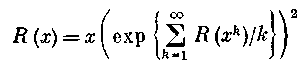 R (x) = x ( exp { ∑_{k=1}^{∞} R (x^k)/k } )^2